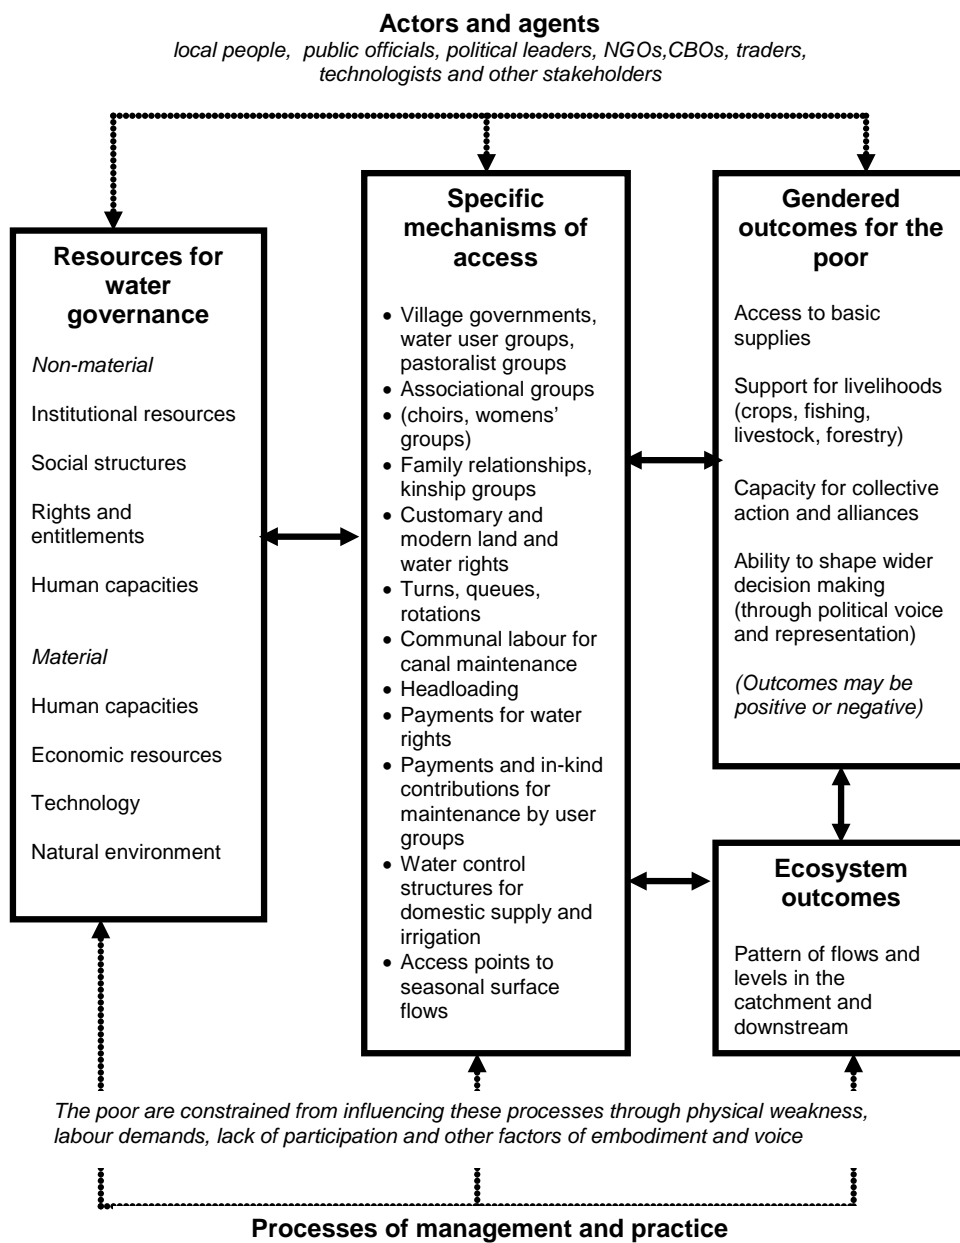 Actors and agents
local people,  public officials, political leaders, NGOs,CBOs, traders,
technologists and other stakeholders
Resources for
water
governance
Non-material
Institutional resources
Social structures
Rights and
entitlements
Human capacities
Material
Human capacities
Economic resources
Technology
Natural environment
Specific
mechanisms of
access
• Village governments,
water user groups,
pastoralist groups
• Associational groups
• (choirs, womens’
groups)
• Family relationships,
kinship groups
• Customary and
modern land and
water rights
• Turns, queues,
rotations
• Communal labour for
canal maintenance
• Headloading
• Payments for water
rights
• Payments and in-kind
contributions for
maintenance by user
groups
• Water control
structures for
domestic supply and
irrigation
• Access points to
seasonal surface
flows
Gendered
outcomes for the
poor
Access to basic
supplies
Support for livelihoods
(crops, fishing,
livestock, forestry)
Capacity for collective
action and alliances
Ability to shape wider
decision making
(through political voice
and representation)
(Outcomes may be
positive or negative)
Ecosystem
outcomes
Pattern of flows and
levels in the
catchment and
downstream
The poor are constrained from influencing these processes through physical weakness,
labour demands, lack of participation and other factors of embodiment and voice
Processes of management and practice